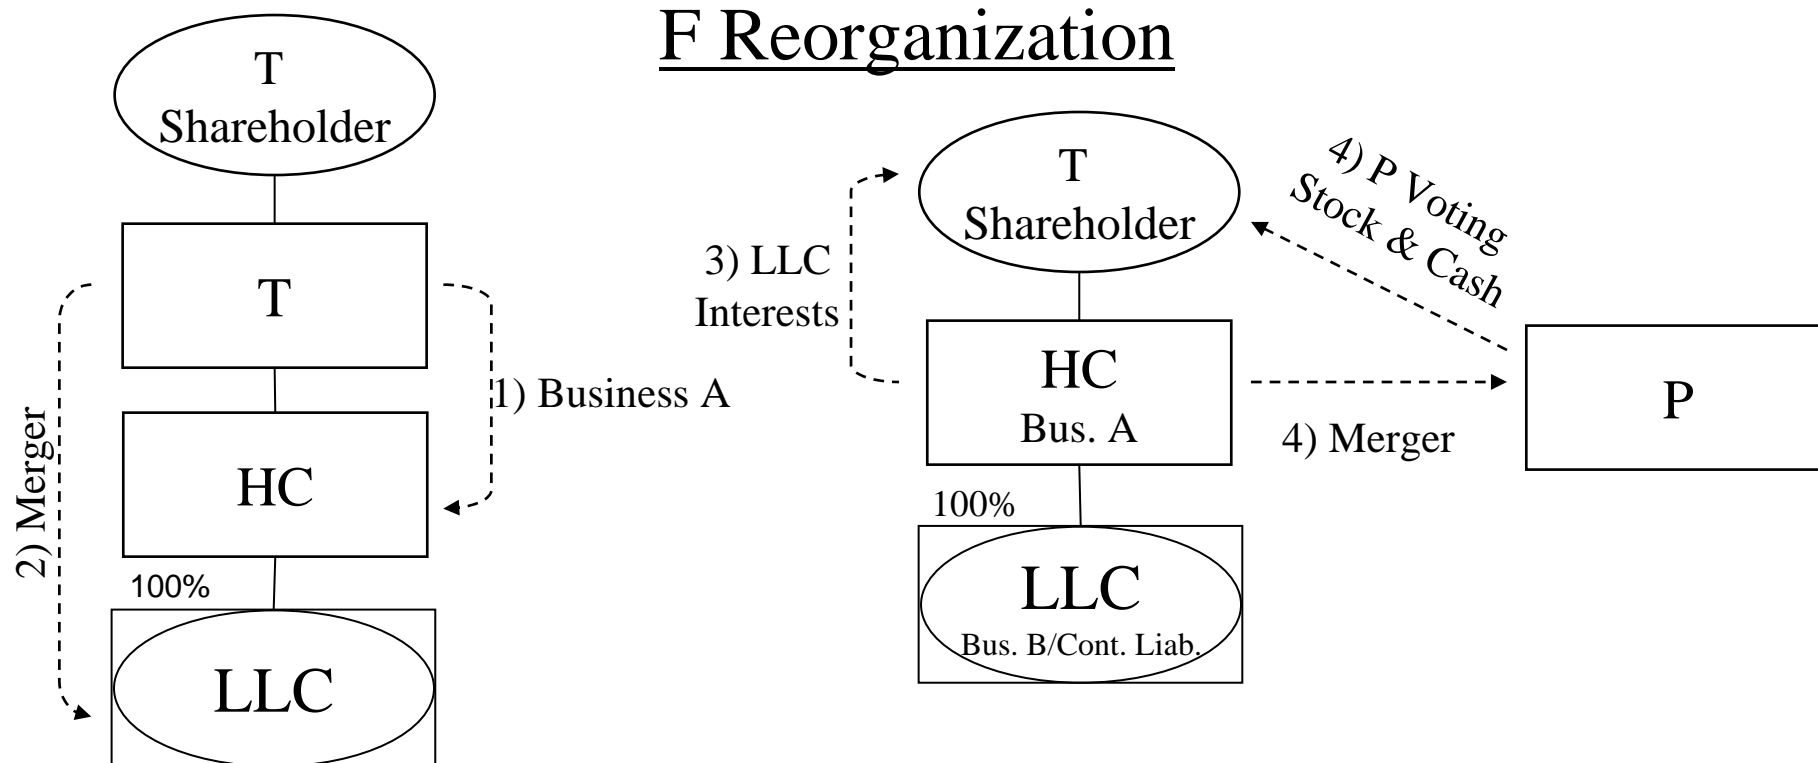 F Reorganization
T
Shareholder
T
1) Business A
2) Merger
HC
100%
LLC
T
Shareholder
3) LLC
Interests
4) P Voting
Stock & Cash
HC
Bus. A
4) Merger
P
100%
LLC
Bus. B/Cont. Liab.